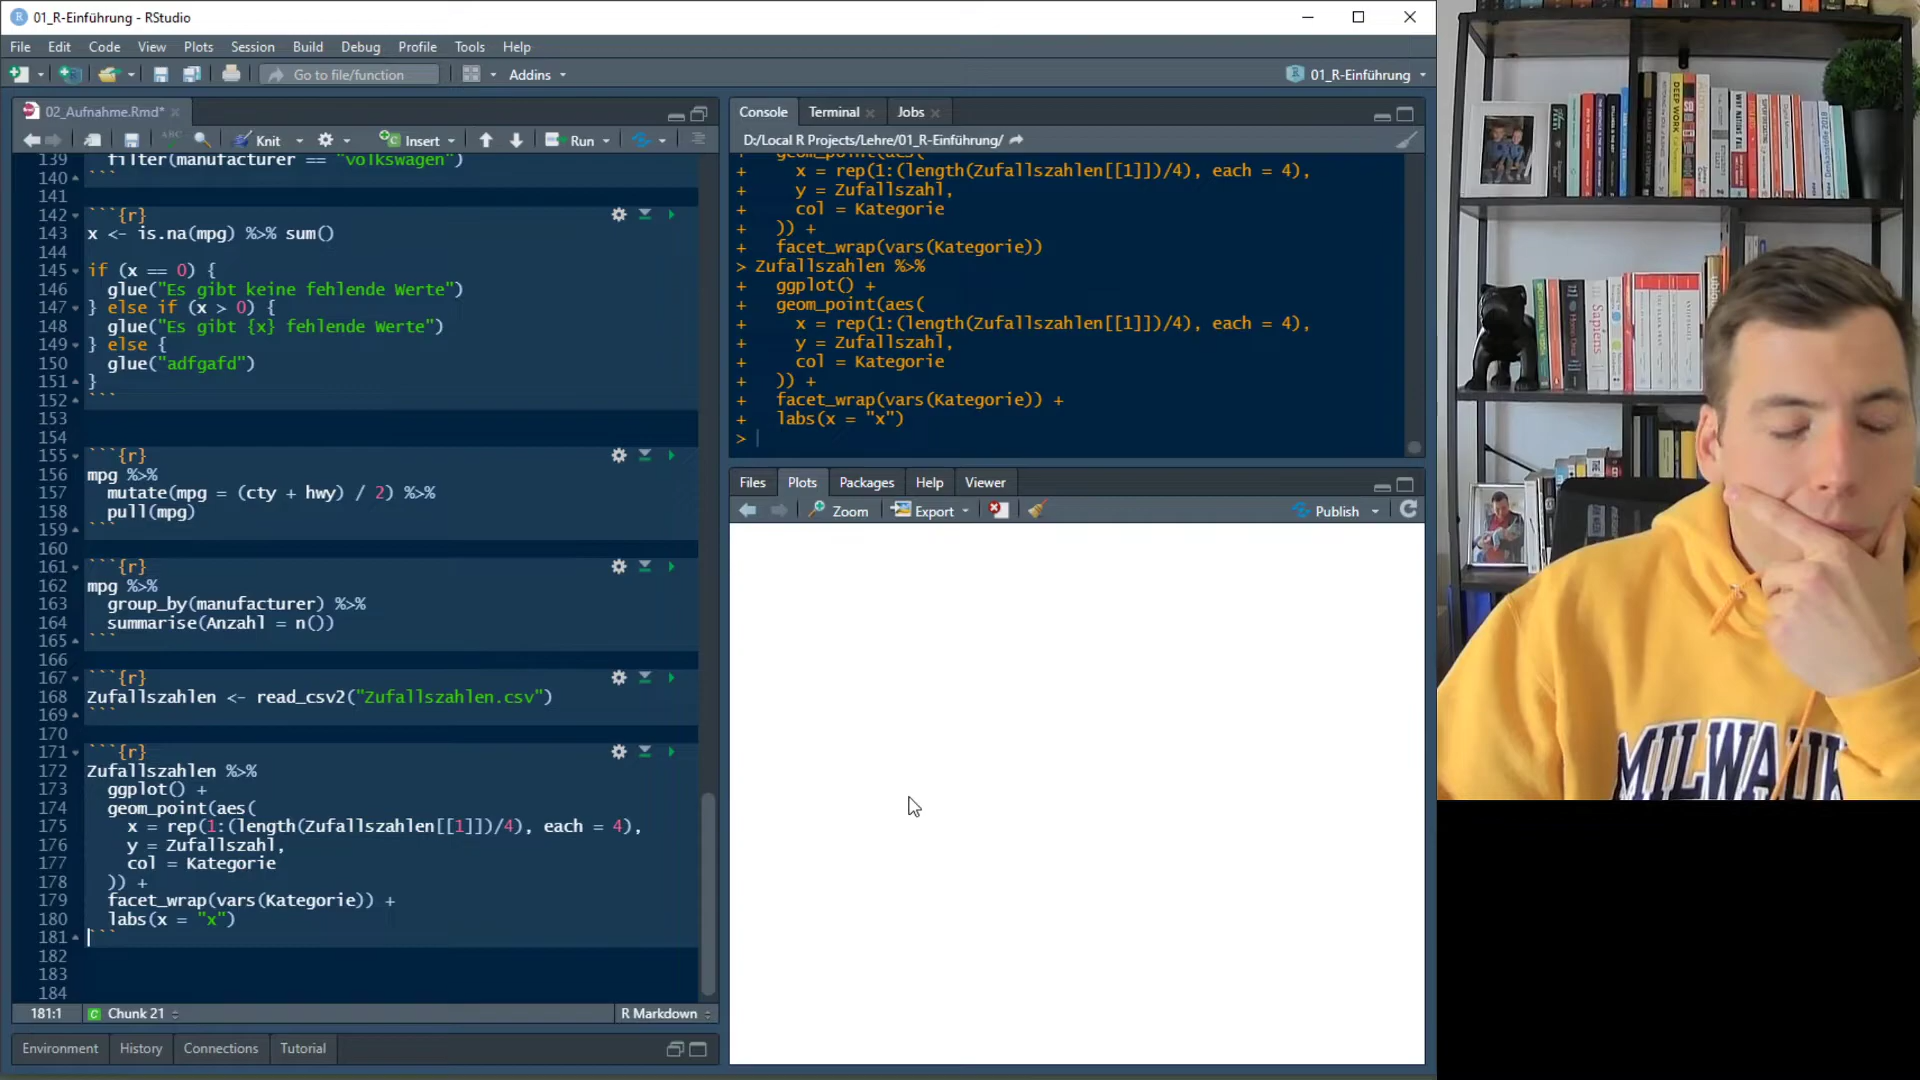 01_R-Einführung - RStudio
File Edit Code View Plots Session Build Debug Profile Tools Help
Go to file/function Addins 01_R-Einführung
02_Aufnahme.Rmd*
Knit Insert Run
139 filter(manufacturer == "volkswagen")
140 ```
141
142 ```{r}
143 x <- is.na(mpg) %>% sum()
144
145 if (x == 0) {
146 glue("Es gibt keine fehlende Werte")
147 } else if (x > 0) {
148 glue("Es gibt {x} fehlende Werte")
149 } else {
150 glue("adfgafd")
151 }
152 ```
153
154
155 ```{r}
156 mpg %>%
157 mutate(mpg = (cty + hwy) / 2) %>%
158 pull(mpg)
159 ```
160
161 ```{r}
162 mpg %>%
163 group_by(manufacturer) %>%
164 summarise(Anzahl = n())
165 ```
166
167 ```{r}
168 Zufallszahlen <- read_csv2("Zufallszahlen.csv")
169 ```
170
171 ```{r}
172 Zufallszahlen %>%
173 ggplot() +
174 geom_point(aes(
175 x = rep(1:(length(Zufallszahlen[[1]])/4), each = 4),
176 y = Zufallszahl,
177 col = Kategorie
178 )) +
179 facet_wrap(vars(Kategorie)) +
180 labs(x = "x")
181 ```
182
183
184
181:1 Chunk 21 R Markdown
Environment History Connections Tutorial
Console Terminal Jobs
D:/Local R Projects/Lehre/01_R-Einführung/
+ geom_point(aes(
+ x = rep(1:(length(Zufallszahlen[[1]])/4), each = 4),
+ y = Zufallszahl,
+ col = Kategorie
+ )) +
+ facet_wrap(vars(Kategorie))
> Zufallszahlen %>%
+ ggplot() +
+ geom_point(aes(
+ x = rep(1:(length(Zufallszahlen[[1]])/4), each = 4),
+ y = Zufallszahl,
+ col = Kategorie
+ )) +
+ facet_wrap(vars(Kategorie)) +
+ labs(x = "x")
>
Files Plots Packages Help Viewer
Zoom Export Publish
DEEP WORK
Sapiens
Homo Deus